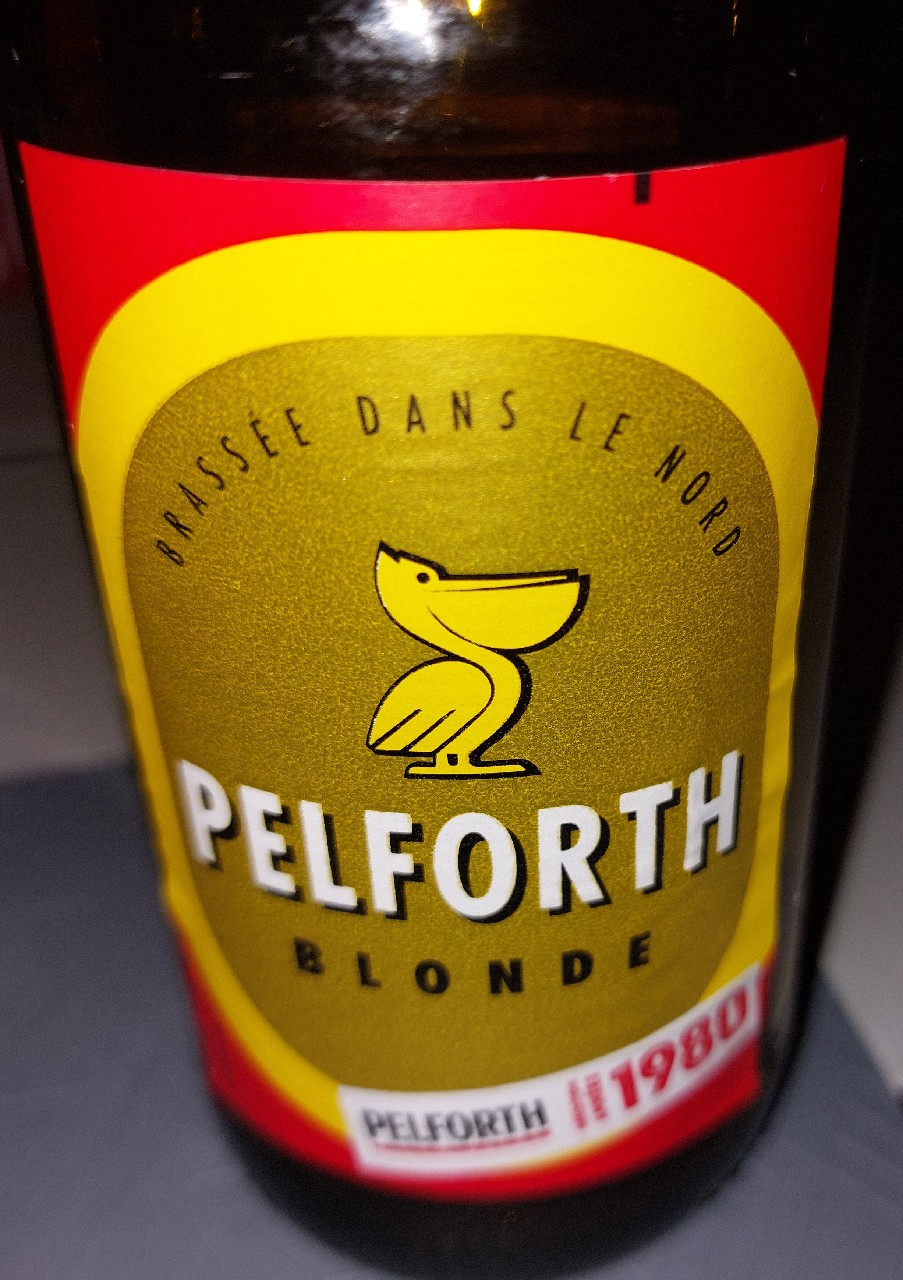 BRASSÉE DANS LE NORD
PELFORTH
BLONDE
PELFORTH
1980